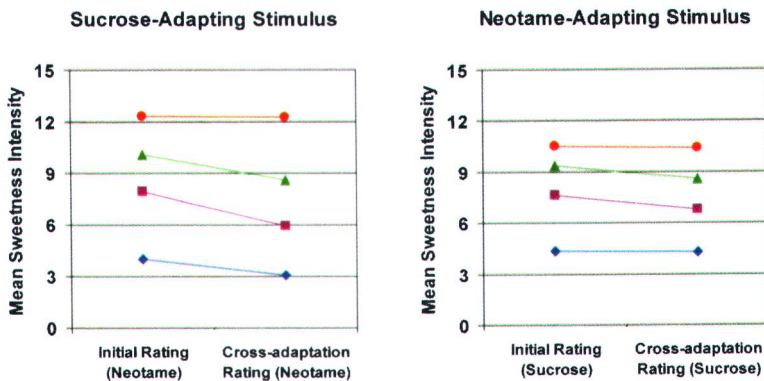 Sucrose-Adapting Stimulus
Mean Sweetness Intensity
15
12
9
6
3
0
Initial Rating
(Neotame)
Cross-adaptation
Rating (Neotame)
Neotame-Adapting Stimulus
Mean Sweetness Intensity
15
12
9
6
3
0
Initial Rating
(Sucrose)
Cross-adaptation
Rating (Sucrose)